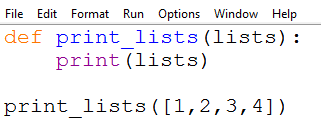 File Edit Format Run Options Window Help
def print_lists(lists):
    print(lists)
print_lists([1,2,3,4])